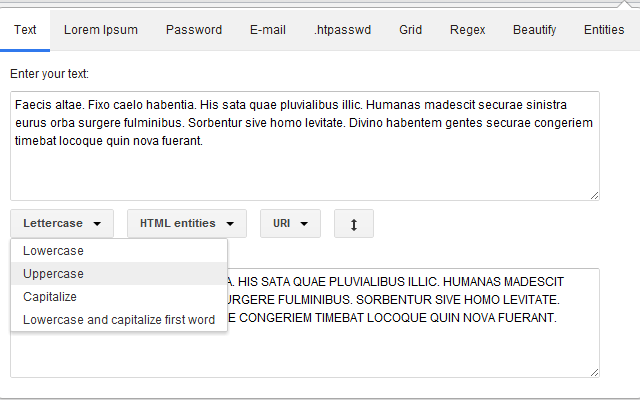 Text Lorem Ipsum Password E-mail .htpasswd Grid Regex Beautify Entities
Enter your text:
Faecis altae. Fixo caelo habentia. His sata quae pluvialibus illic. Humanas madescit securae sinistra
eurus orba surgere fulminibus. Sorbentur sive homo levitate. Divino habentem gentes securae congeriem
timebat locoque quin nova fuerant.
Lettercase HTML entities URI
Lowercase
Uppercase
Capitalize
Lowercase and capitalize first word
A. HIS SATA QUAE PLUVIALIBUS ILLIC. HUMANAS MADESCIT
URGERE FULMINIBUS. SORBENTUR SIVE HOMO LEVITATE.
E CONGERIEM TIMEBAT LOCOQUE QUIN NOVA FUERANT.